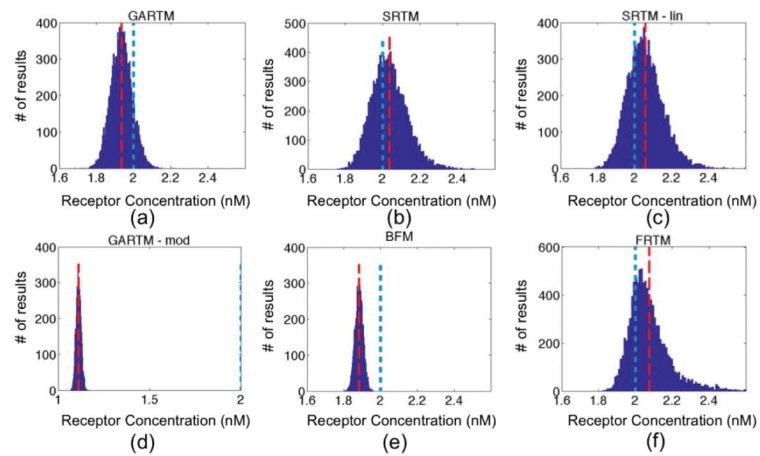 GARTM
SRTM
SRTM - lin
# of results
400
300
200
100
0
1.6 1.8 2 2.2 2.4
Receptor Concentration (nM)
(a)
# of results
500
400
300
200
100
0
1.6 1.8 2 2.2 2.4
Receptor Concentration (nM)
(b)
# of results
400
300
200
100
0
1.6 1.8 2 2.2 2.4
Receptor Concentration (nM)
(c)
GARTM - mod
BFM
FRTM
# of results
400
300
200
100
0
1 1.5 2
Receptor Concentration (nM)
(d)
# of results
400
300
200
100
0
1.6 1.8 2 2.2 2.4
Receptor Concentration (nM)
(e)
# of results
600
400
200
0
1.6 1.8 2 2.2 2.4
Receptor Concentration (nM)
(f)